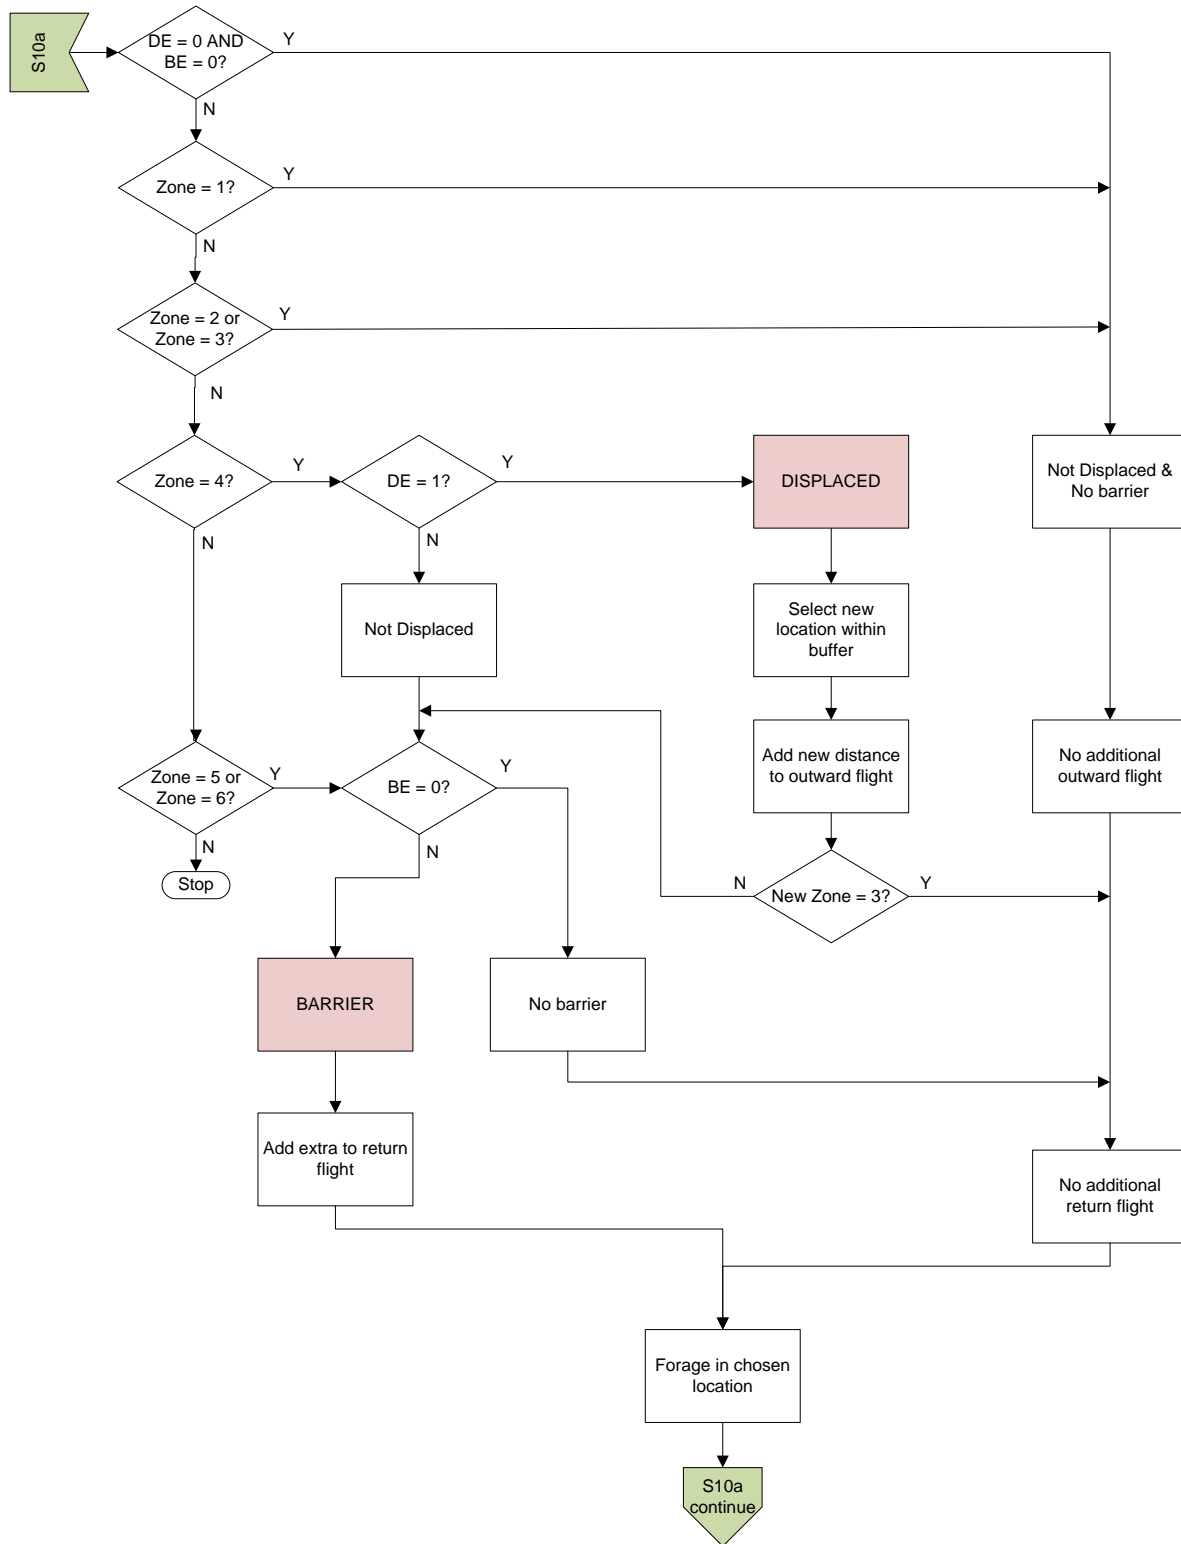 S10a
DE = 0 AND
BE = 0?
Y
N
Zone = 1?
Y
N
Zone = 2 or
Zone = 3?
Y
N
Zone = 4?
Y
DE = 1?
Y
DISPLACED
Not Displaced &
No barrier
N
N
Not Displaced
Select new
location within
buffer
Zone = 5 or
Zone = 6?
Y
BE = 0?
Y
Add new distance
to outward flight
No additional
outward flight
N
N
Stop
N
New Zone = 3?
Y
BARRIER
No barrier
Add extra to return
flight
No additional
return flight
Forage in chosen
location
S10a
continue